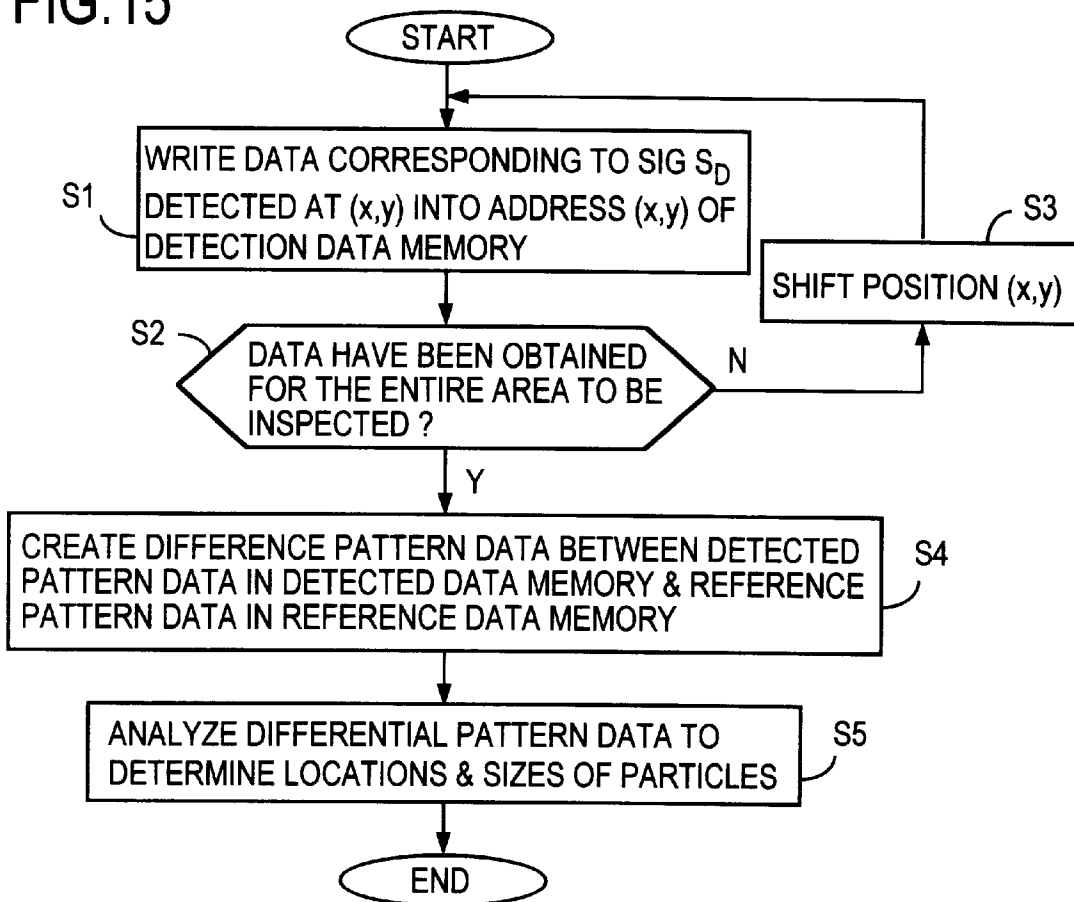 FIG.15
START
WRITE DATA CORRESPONDING TO SIG S_D
DETECTED AT (x,y) INTO ADDRESS (x,y) OF
DETECTION DATA MEMORY
S1
S3
SHIFT POSITION (x,y)
S2
DATA HAVE BEEN OBTAINED
FOR THE ENTIRE AREA TO BE
INSPECTED ?
N
Y
CREATE DIFFERENCE PATTERN DATA BETWEEN DETECTED
PATTERN DATA IN DETECTED DATA MEMORY & REFERENCE
PATTERN DATA IN REFERENCE DATA MEMORY
S4
ANALYZE DIFFERENTIAL PATTERN DATA TO
DETERMINE LOCATIONS & SIZES OF PARTICLES
S5
END